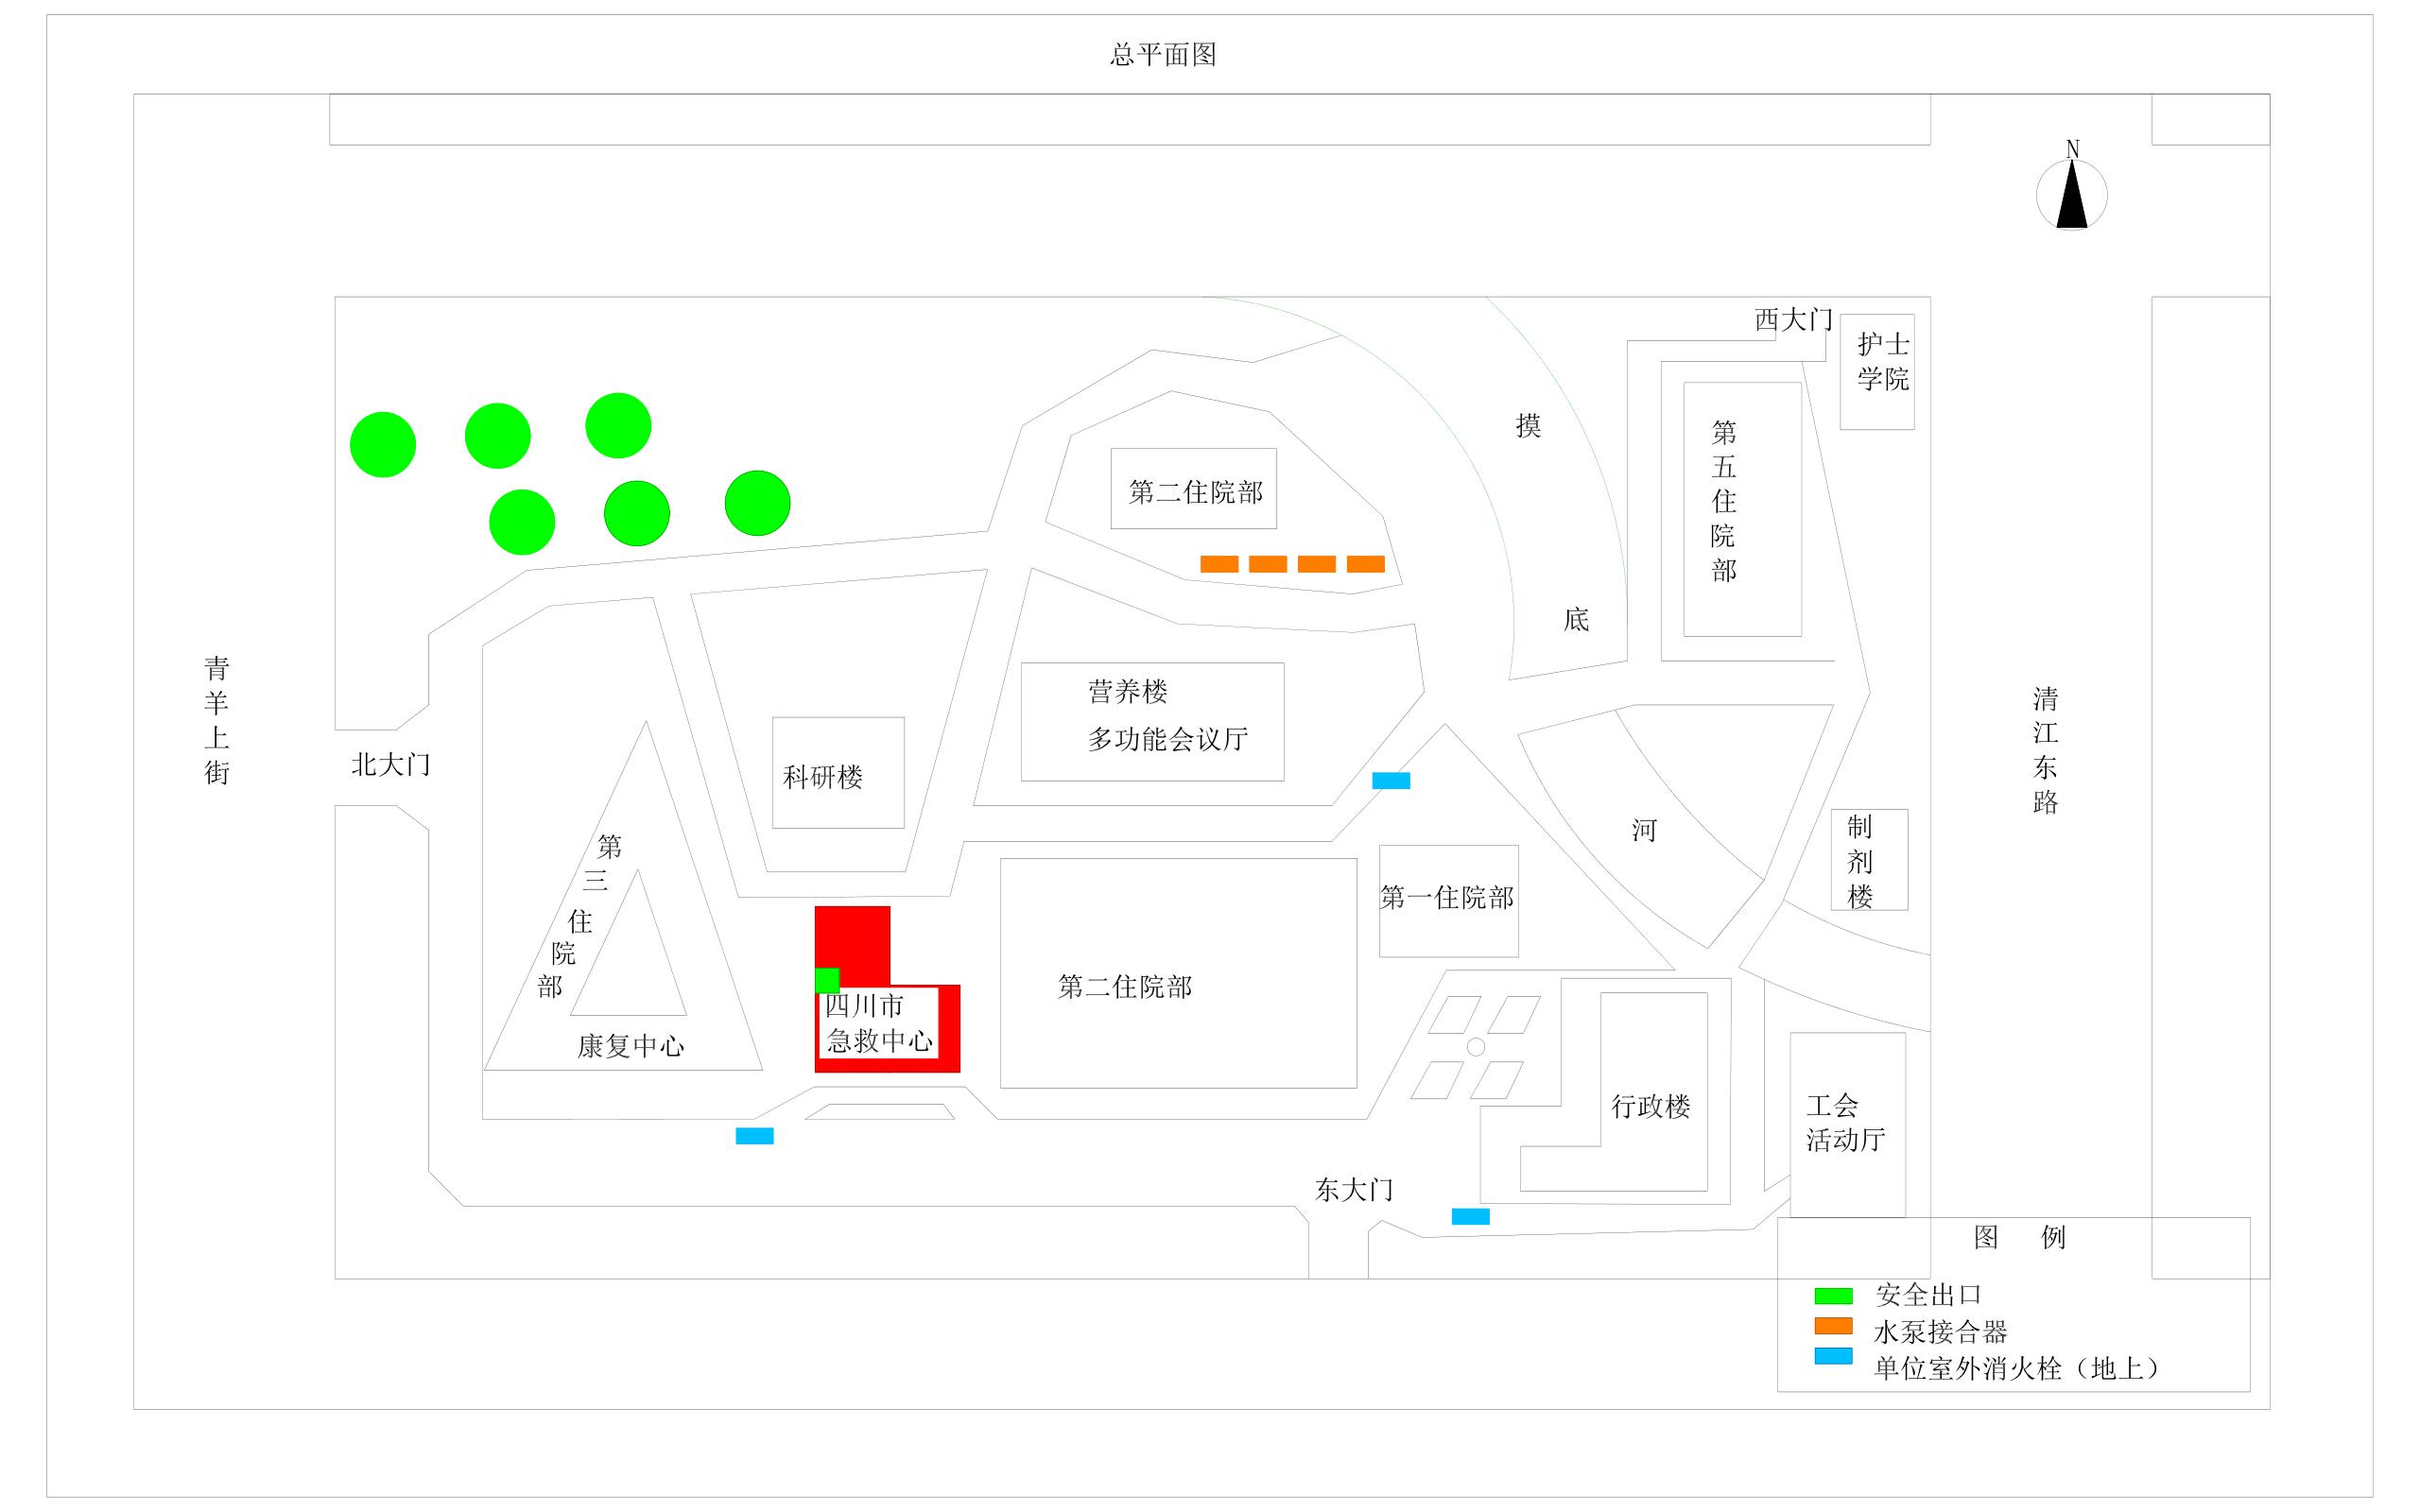 总平面图
N
西大门
护士
学院
摸
底
河
第五住院部
第二住院部
青羊上街
清江东路
北大门
营养楼
多功能会议厅
科研楼
第三住院部
康复中心
制剂楼
第一住院部
第二住院部
四川市
急救中心
行政楼
工会
活动厅
东大门
图 例
安全出口
水泵接合器
单位室外消火栓（地上）